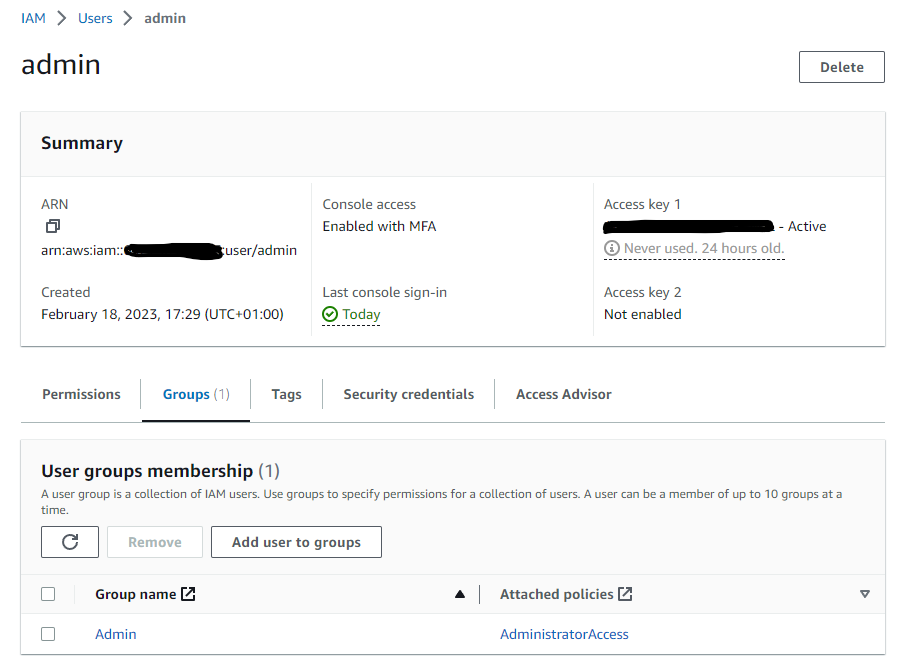 IAM > Users > admin
admin
Delete
Summary
ARN
arn:aws:iam:: :user/admin
Created
February 18, 2023, 17:29 (UTC+01:00)
Console access
Enabled with MFA
Last console sign-in
Today
Access key 1
- Active
Never used. 24 hours old.
Access key 2
Not enabled
Permissions
Groups (1)
Tags
Security credentials
Access Advisor
User groups membership (1)
A user group is a collection of IAM users. Use groups to specify permissions for a collection of users. A user can be a member of up to 10 groups at a
time.
Remove
Add user to groups
Group name
Attached policies
Admin
AdministratorAccess